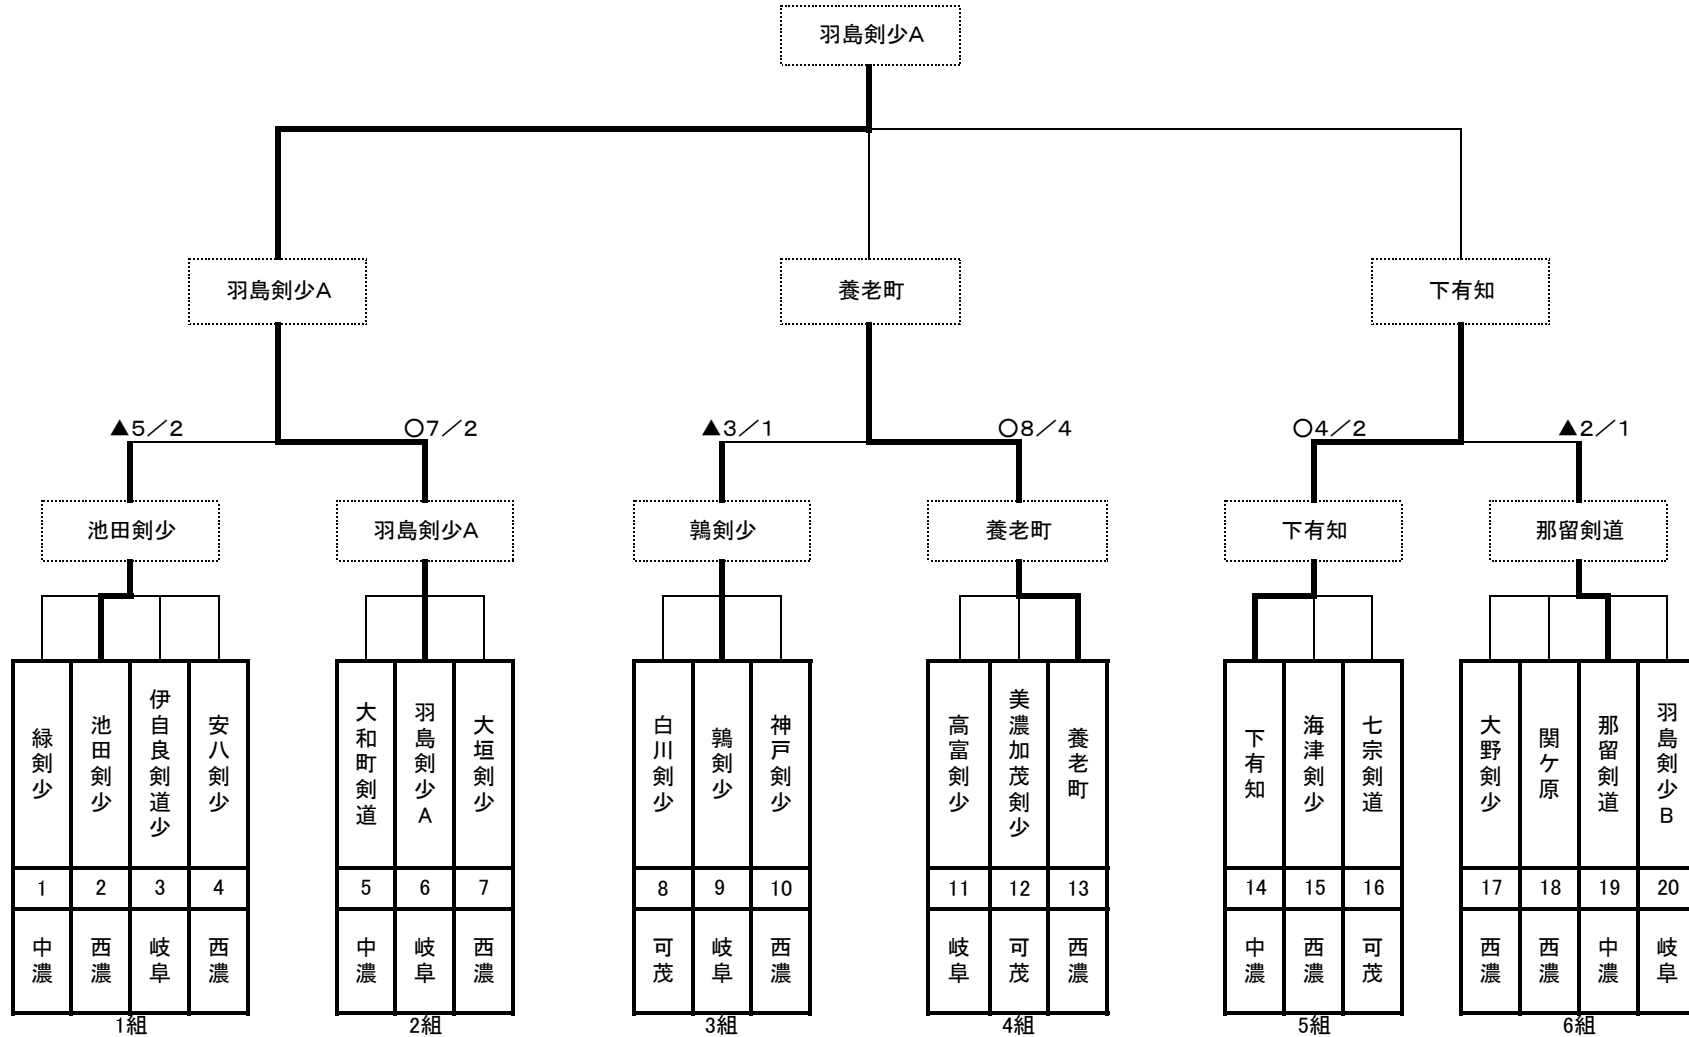 羽島剣少A
羽島剣少A
養老町
下有知
▲5/2
○7/2
▲3/1
○8/4
○4/2
▲2/1
池田剣少
羽島剣少A
鶉剣少
養老町
下有知
那留剣道
緑剣少
池田剣少
伊自良剣道少
安八剣少
大和町剣道
羽島剣少A
大垣剣少
白川剣少
鶉剣少
神戸剣少
高富剣少
美濃加茂剣少
養老町
下有知
海津剣少
七宗剣道
大野剣少
関ケ原
那留剣道
羽島剣少B
1 2 3 4 5 6 7 8 9 10 11 12 13 14 15 16 17 18 19 20
中濃
西濃
岐阜
西濃
中濃
岐阜
西濃
可茂
岐阜
西濃
岐阜
可茂
西濃
中濃
西濃
可茂
西濃
西濃
中濃
岐阜
1組 2組 3組 4組 5組 6組